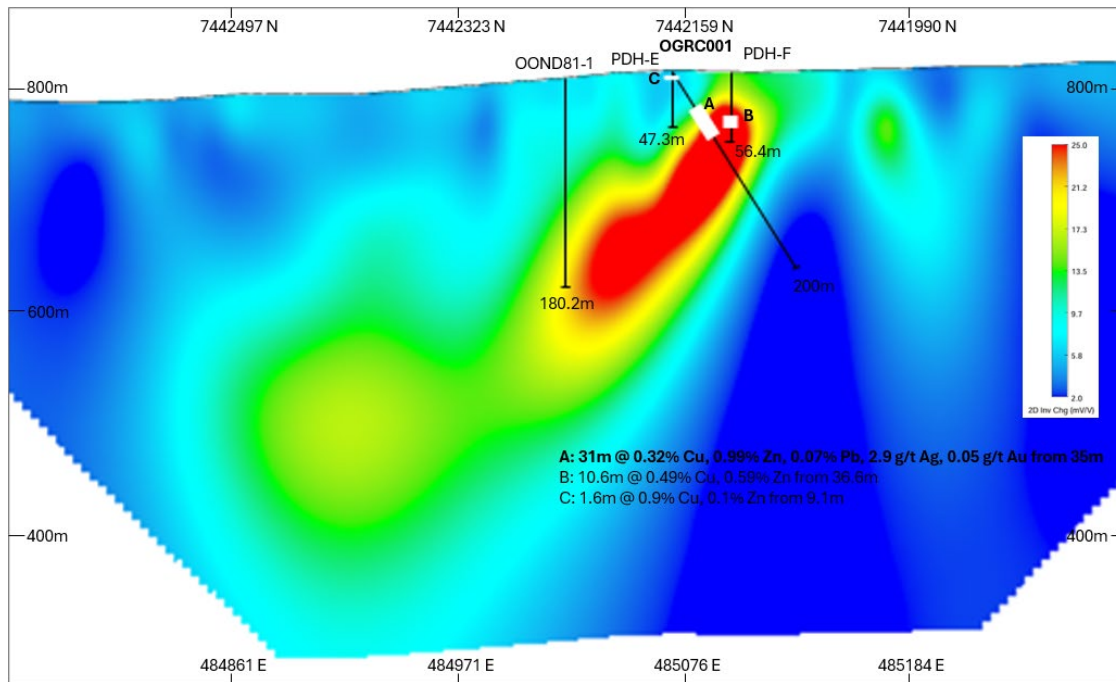 7442497 N
7442323 N
7442159 N
7441990 N
OGRC001
OOND81-1
PDH-E
PDH-F
C
800m
800m
A
B
47.3m
56.4m
25.0
21.2
17.3
13.5
9.7
5.8
2.0
2D Inv Chg (mV/V)
200m
180.2m
600m
A: 31m @ 0.32% Cu, 0.99% Zn, 0.07% Pb, 2.9 g/t Ag, 0.05 g/t Au from 35m
B: 10.6m @ 0.49% Cu, 0.59% Zn from 36.6m
C: 1.6m @ 0.9% Cu, 0.1% Zn from 9.1m
400m
400m
484861 E
484971 E
485076 E
485184 E